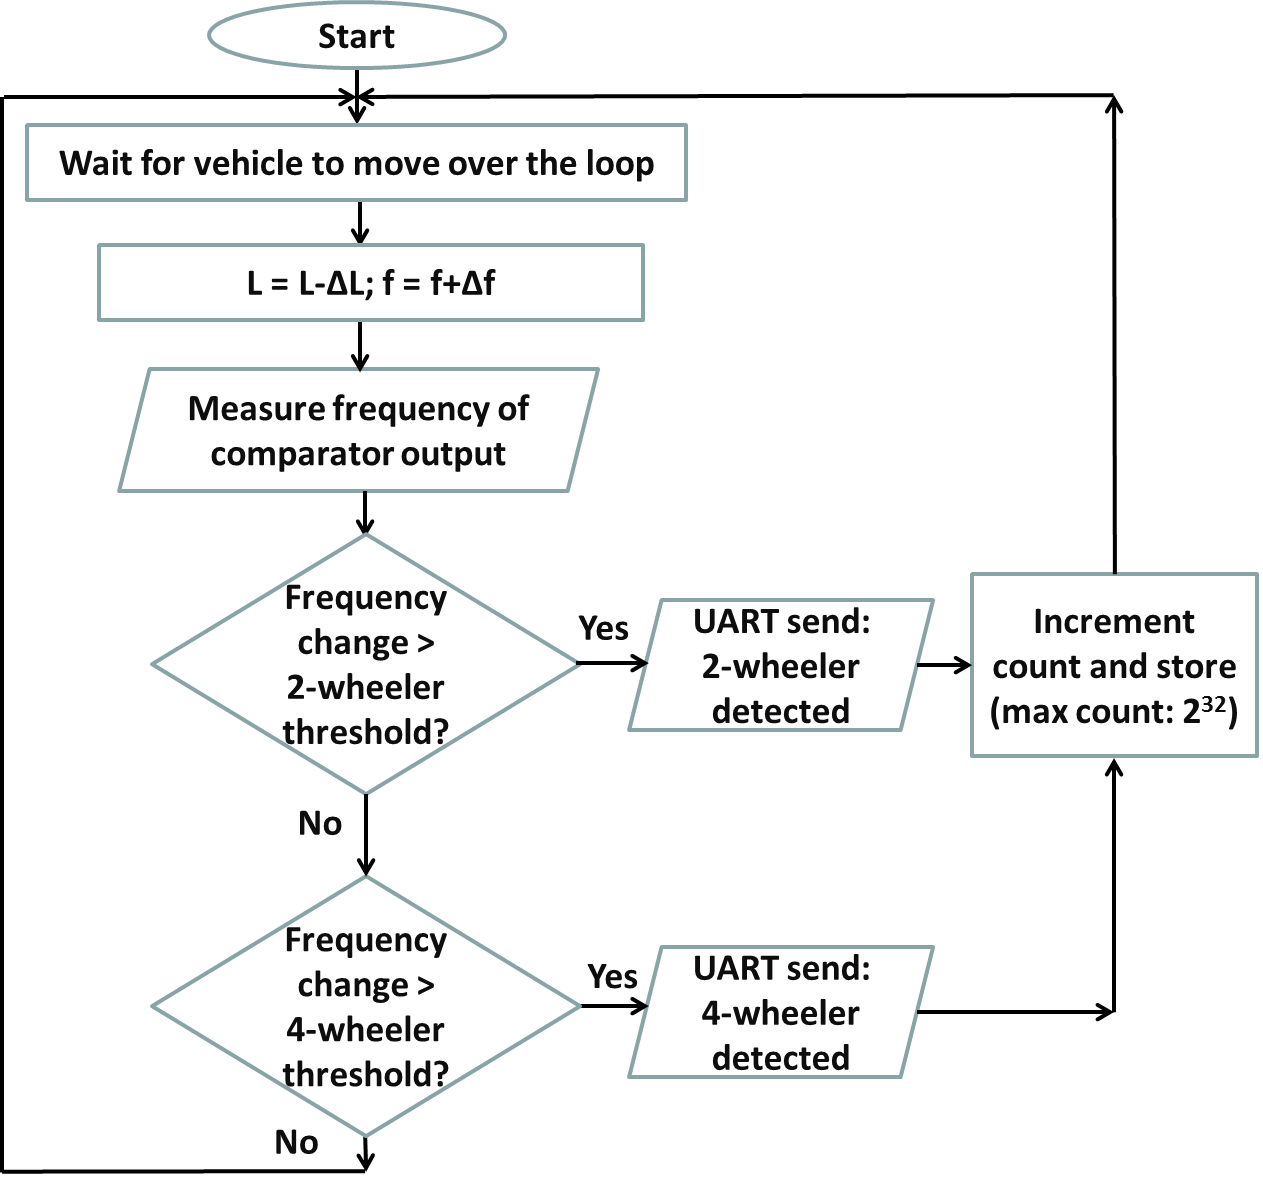 Start
Wait for vehicle to move over the loop
L = L-ΔL; f = f+Δf
Measure frequency of
comparator output
Frequency
change >
2-wheeler
threshold?
Yes
UART send:
2-wheeler
detected
Increment
count and store
(max count: 2³²)
No
Frequency
change >
4-wheeler
threshold?
Yes
UART send:
4-wheeler
detected
No